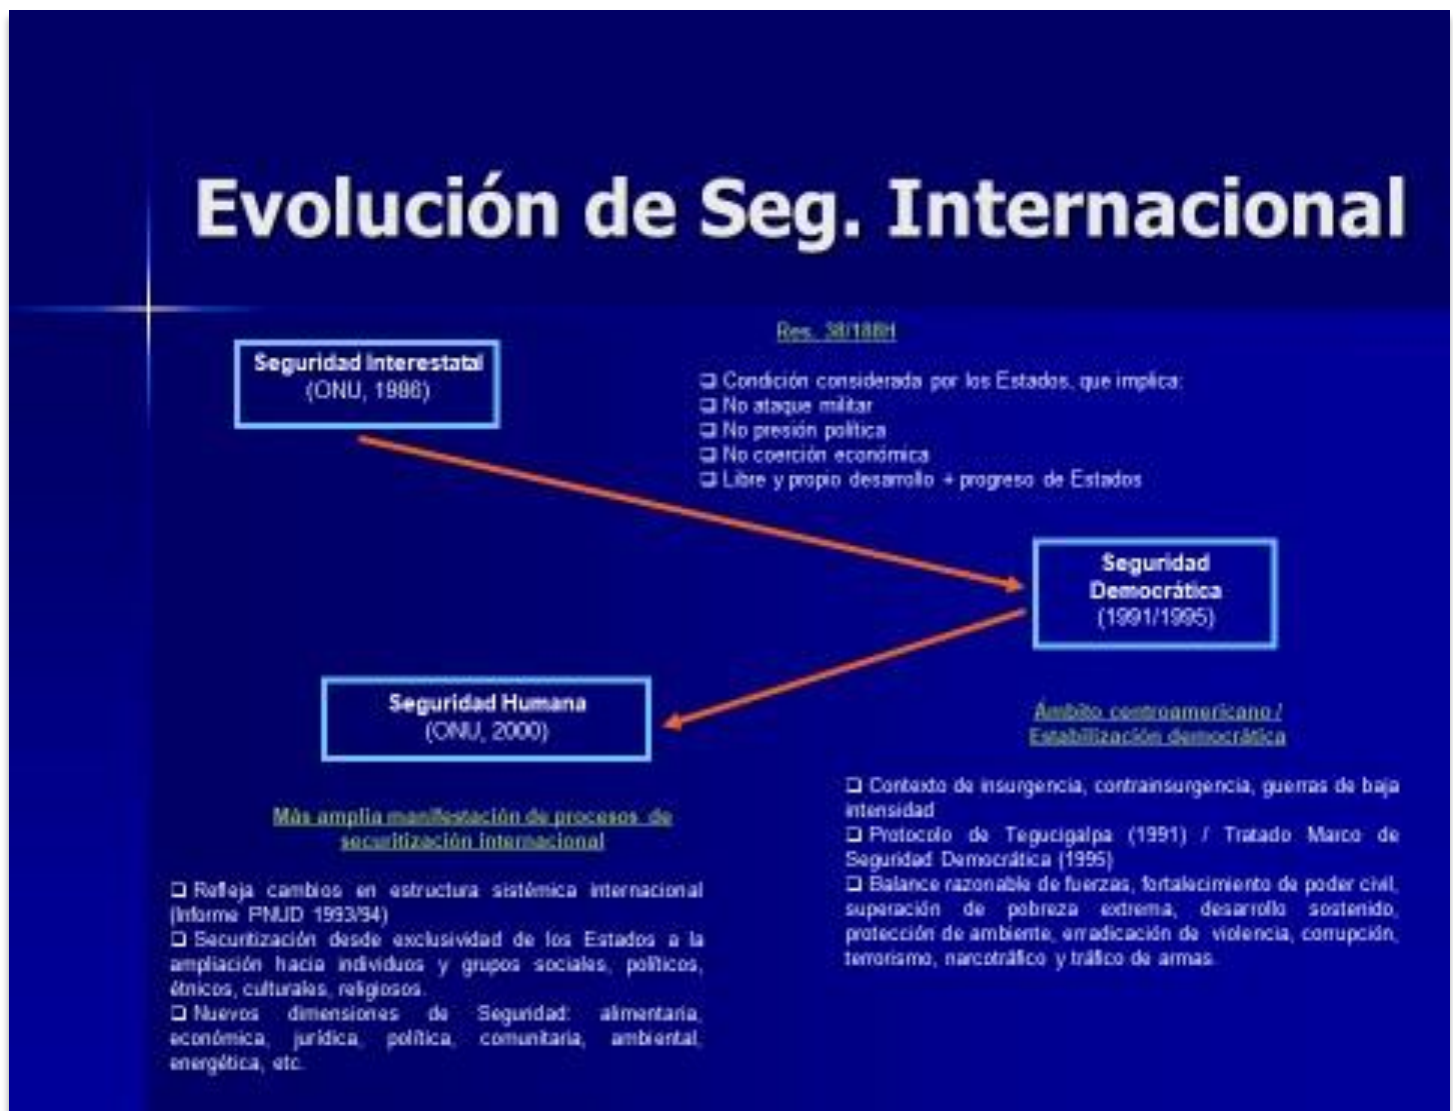 Evolución de Seg. Internacional
Seguridad Interestatal
(ONU, 1986)
Res. 38/188H
❑ Condición considerada por los Estados, que implica:
❑ No ataque militar
❑ No presión política
❑ No coerción económica
❑ Libre y propio desarrollo + progreso de Estados
Seguridad
Democrática
(1991/1995)
Ámbito centroamericano /
Estabilización democrática
❑ Contexto de insurgencia, contrainsurgencia, guerras de baja
intensidad
❑ Protocolo de Tegucigalpa (1991) / Tratado Marco de
Seguridad Democrática (1995)
❑ Balance razonable de fuerzas, fortalecimiento de poder civil,
superación de pobreza extrema, desarrollo sostenido,
protección de ambiente, erradicación de violencia, corrupción,
terrorismo, narcotráfico y tráfico de armas.
Seguridad Humana
(ONU, 2000)
Más amplia manifestación de procesos de
securitización internacional
❑ Refleja cambios en estructura sistémica internacional
(Informe PNUD 1993/94)
❑ Securitización desde exclusividad de los Estados a la
ampliación hacia individuos y grupos sociales, políticos,
étnicos, culturales, religiosos.
❑ Nuevos dimensiones de Seguridad: alimentaria,
económica, jurídica, política, comunitaria, ambiental,
energética, etc.